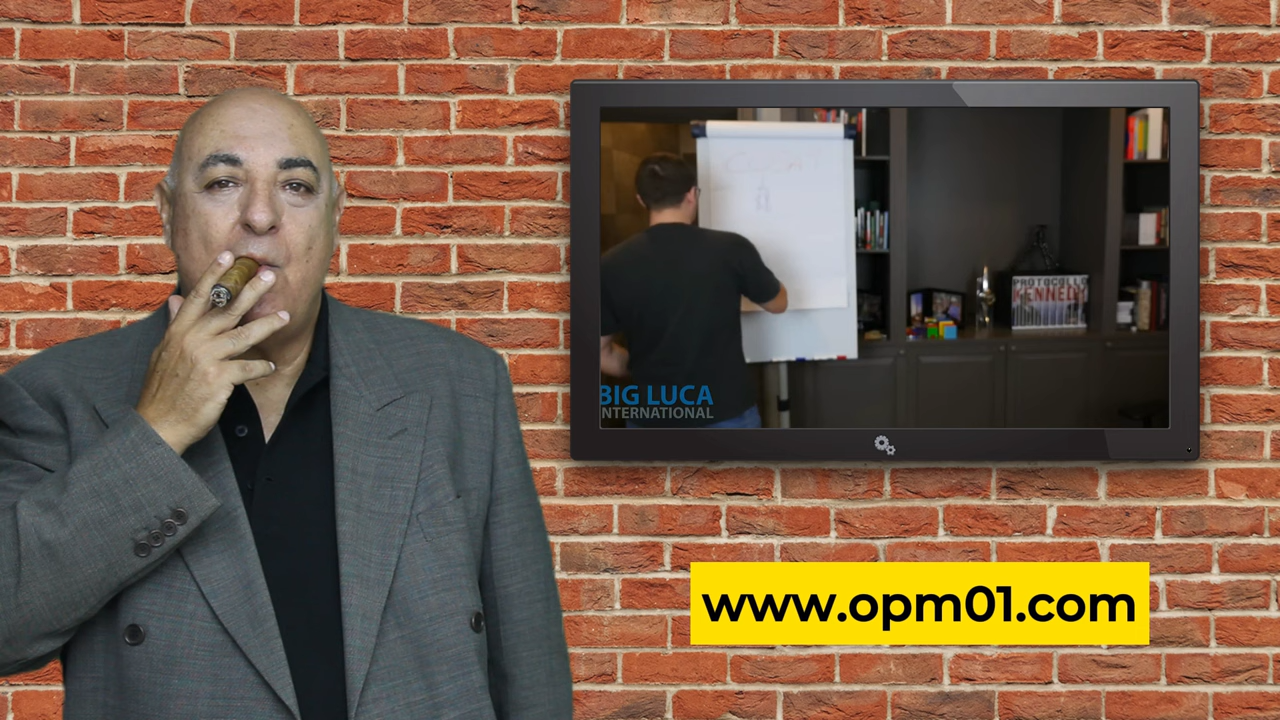 PROTOCOLLO
KENNEDY
BIG LUCA
INTERNATIONAL
www.opm01.com